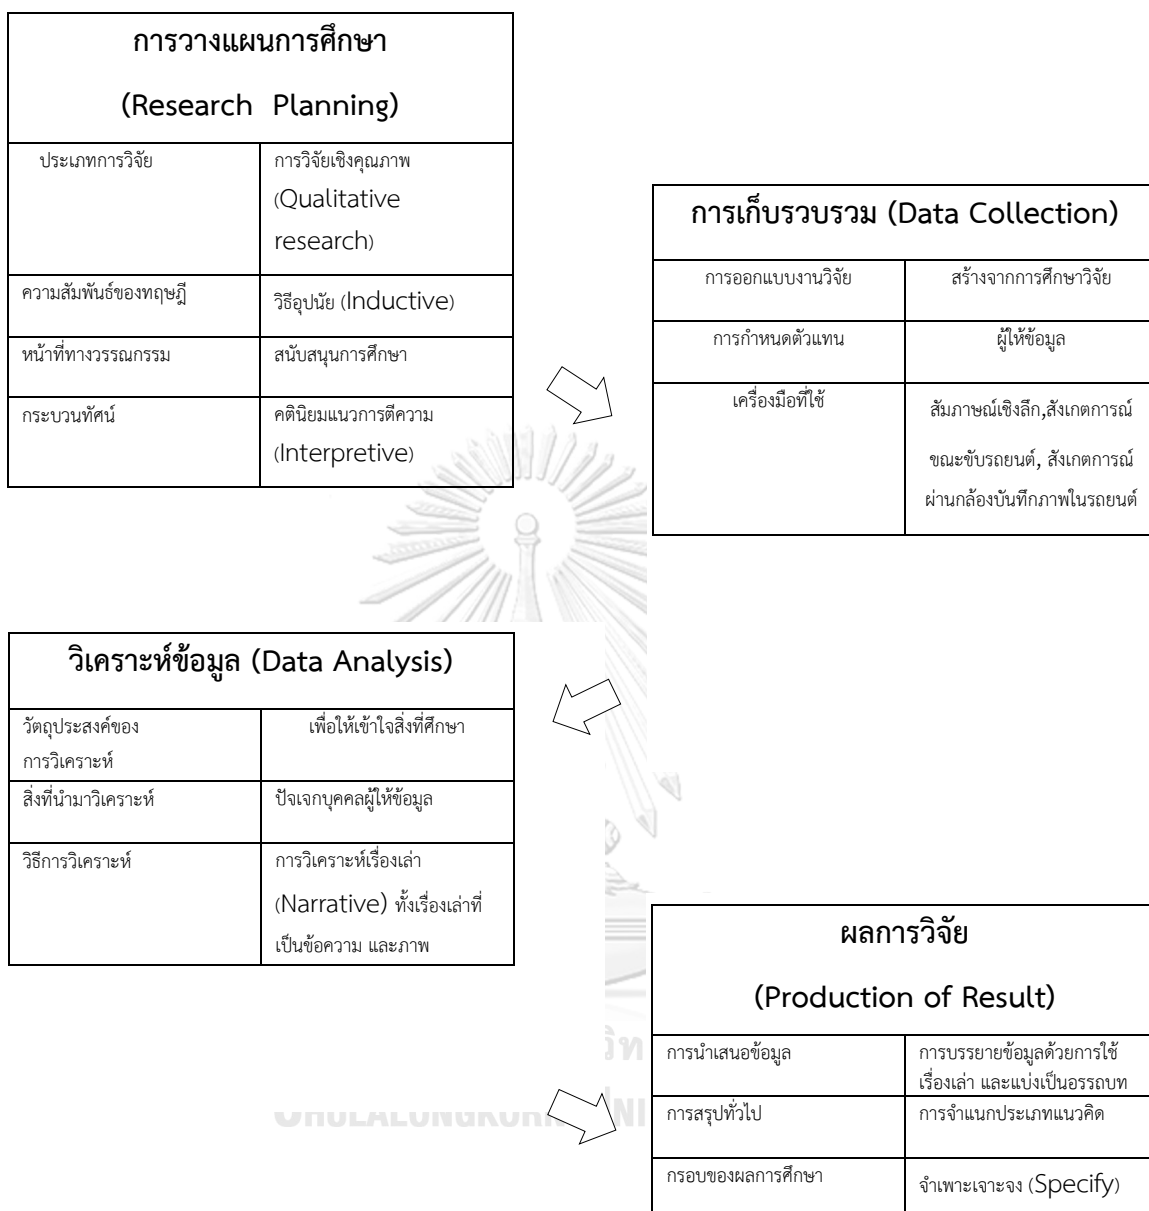 การวางแผนการศึกษา
(Research Planning)
ประเภทการวิจัย
การวิจัยเชิงคุณภาพ
(Qualitative
research)
ความสัมพันธ์ของทฤษฎี
วิธีอุปนัย (Inductive)
หน้าที่ทางวรรณกรรม
สนับสนุนการศึกษา
กระบวนทัศน์
คตินิยมแนวการตีความ
(Interpretive)
การเก็บรวบรวม (Data Collection)
การออกแบบงานวิจัย
สร้างจากการศึกษาวิจัย
การกำหนดตัวแทน
ผู้ให้ข้อมูล
เครื่องมือที่ใช้
สัมภาษณ์เชิงลึก,สังเกตการณ์
ขณะขับรถยนต์, สังเกตการณ์
ผ่านกล้องบันทึกภาพในรถยนต์
วิเคราะห์ข้อมูล (Data Analysis)
วัตถุประสงค์ของ
การวิเคราะห์
เพื่อให้เข้าใจสิ่งที่ศึกษา
สิ่งที่นำมาวิเคราะห์
ปัจเจกบุคคลผู้ให้ข้อมูล
วิธีการวิเคราะห์
การวิเคราะห์เรื่องเล่า
(Narrative) ทั้งเรื่องเล่าที่
เป็นข้อความ และภาพ
ผลการวิจัย
(Production of Result)
การนำเสนอข้อมูล
การบรรยายข้อมูลด้วยการใช้
เรื่องเล่า และแบ่งเป็นอรรถบท
การสรุปทั่วไป
การจำแนกประเภทแนวคิด
กรอบของผลการศึกษา
จำเพาะเจาะจง (Specify)